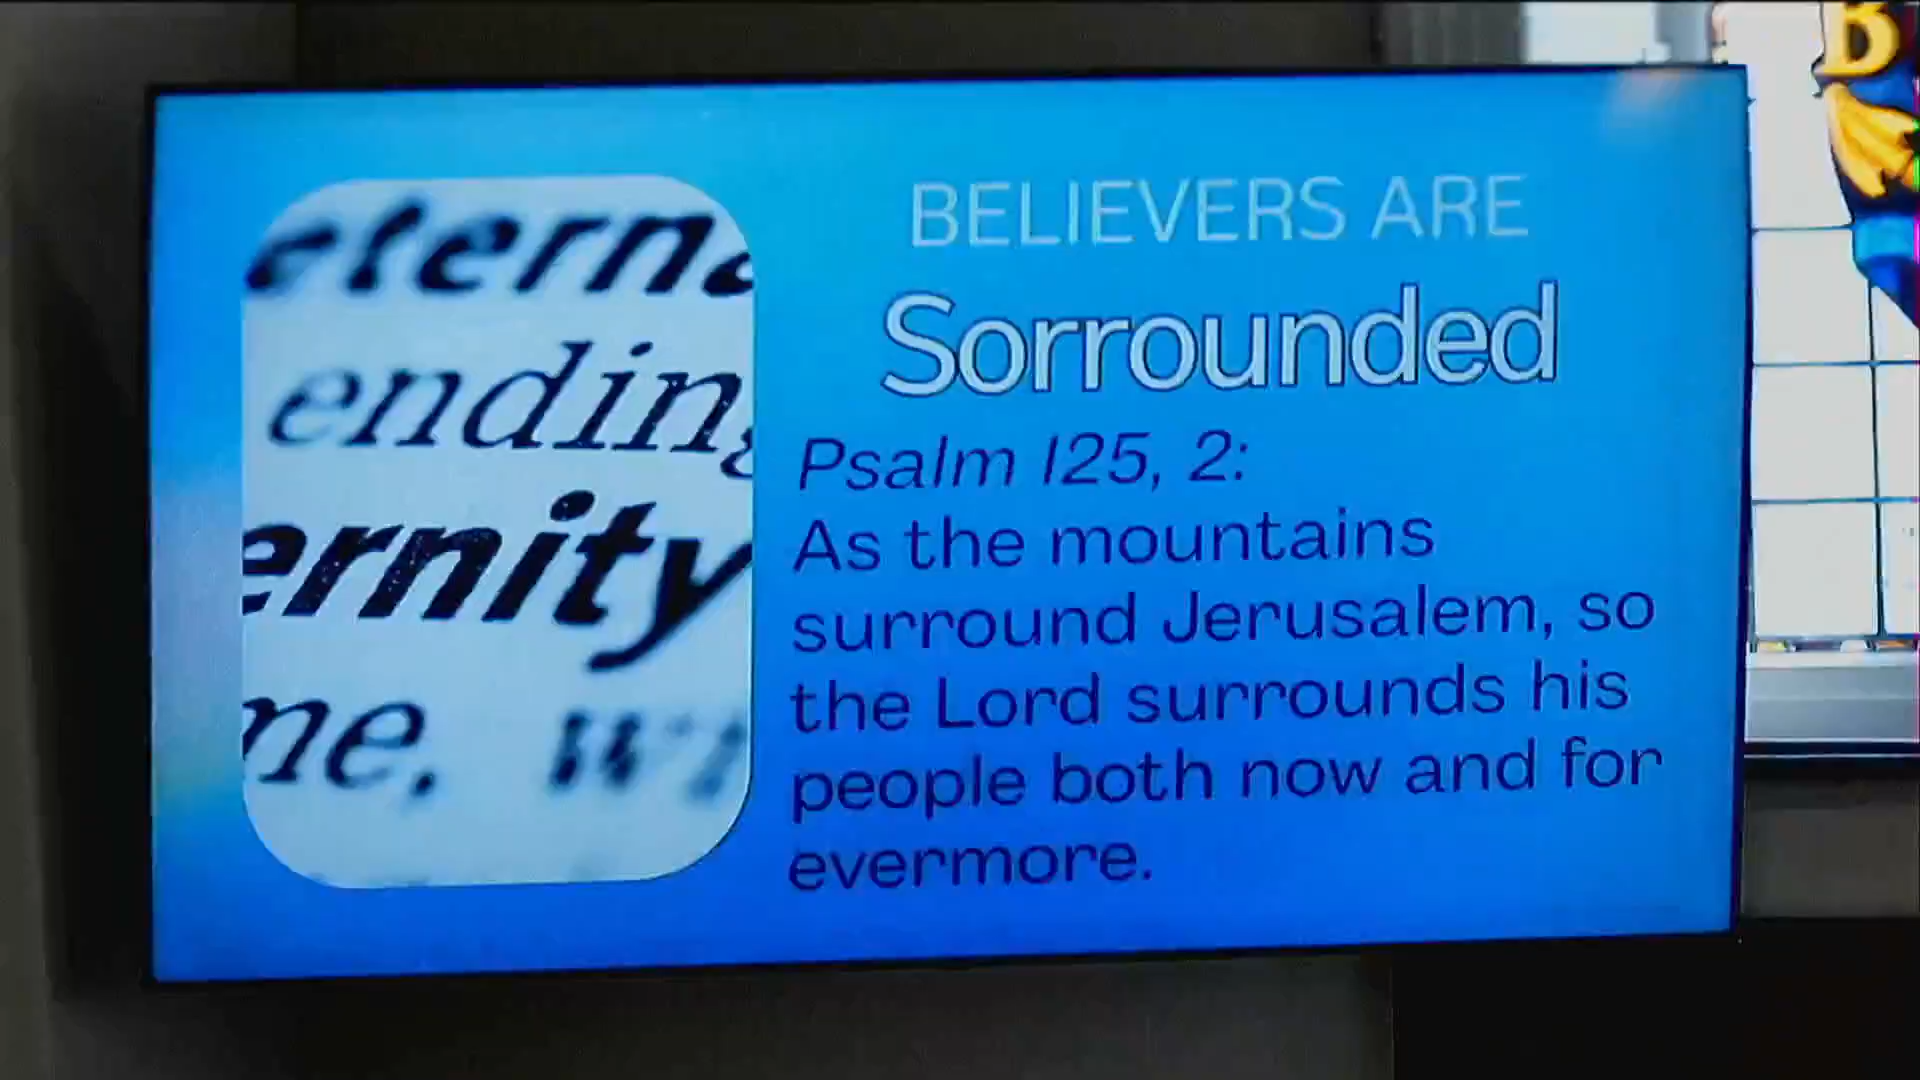 BELIEVERS ARE
Sorrounded
Psalm 125, 2:
As the mountains
surround Jerusalem, so
the Lord surrounds his
people both now and for
evermore.
eterna
ending
ernity
me,
B